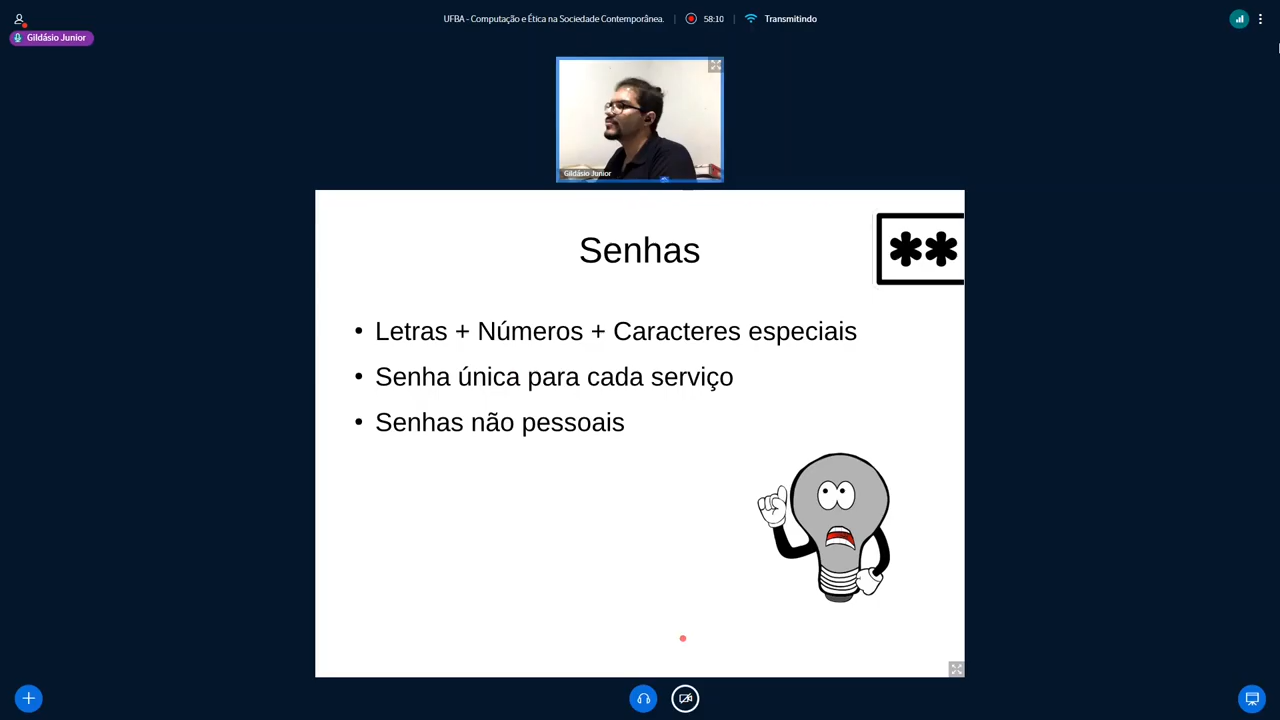 UFBA - Computação e Ética na Sociedade Contemporânea.
58:10
Transmitindo
Gildásio Junior
Gildásio Junior
Senhas
**
• Letras + Números + Caracteres especiais
• Senha única para cada serviço
• Senhas não pessoais